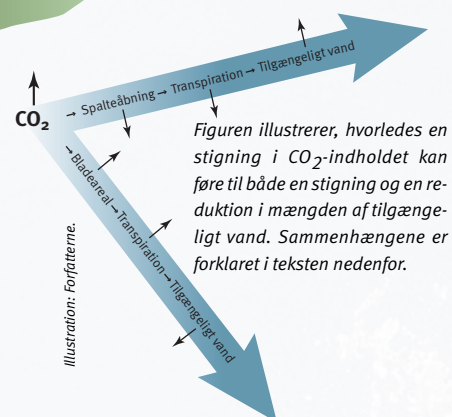 CO2
→ Spalteåbning → Transpiration → Tilgængeligt vand
→ Bladeareal → Transpiration → Tilgængeligt vand
Figuren illustrerer, hvorledes en
stigning i CO2-indholdet kan
føre til både en stigning og en re-
duktion i mængden af tilgænge-
ligt vand. Sammenhængene er
forklaret i teksten nedenfor.
Illustration: Forfatterne.